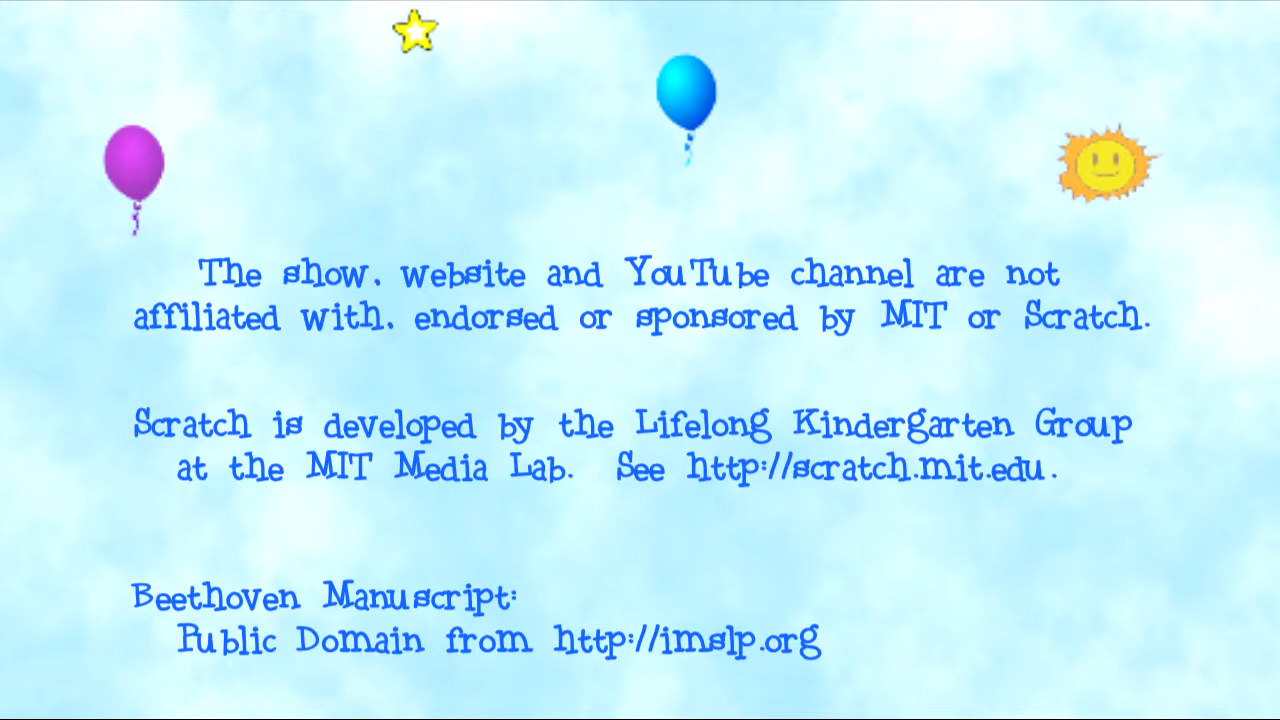 The show, website and YouTube channel are not
affiliated with, endorsed or sponsored by MIT or Scratch.
Scratch is developed by the Lifelong Kindergarten Group
at the MIT Media Lab. See http://scratch.mit.edu.
Beethoven Manuscript:
Public Domain from http://imslp.org